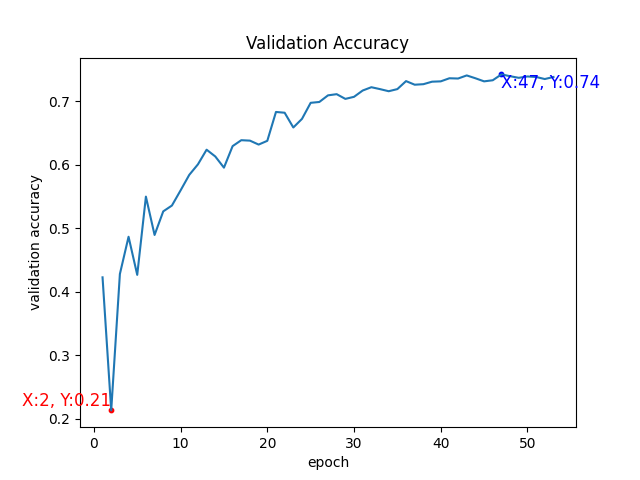 Validation Accuracy
validation accuracy
0.7
0.6
0.5
0.4
0.3
0.2
X:47, Y:0.74
X:2, Y:0.21
0 10 20 30 40 50
epoch